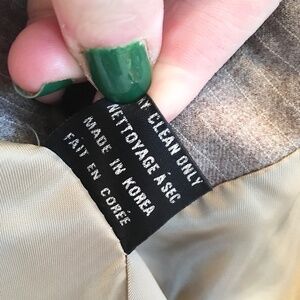 CLEAN ONLY
NETTOYAGE À SEC
MADE IN KOREA
FAIT EN CORÉE